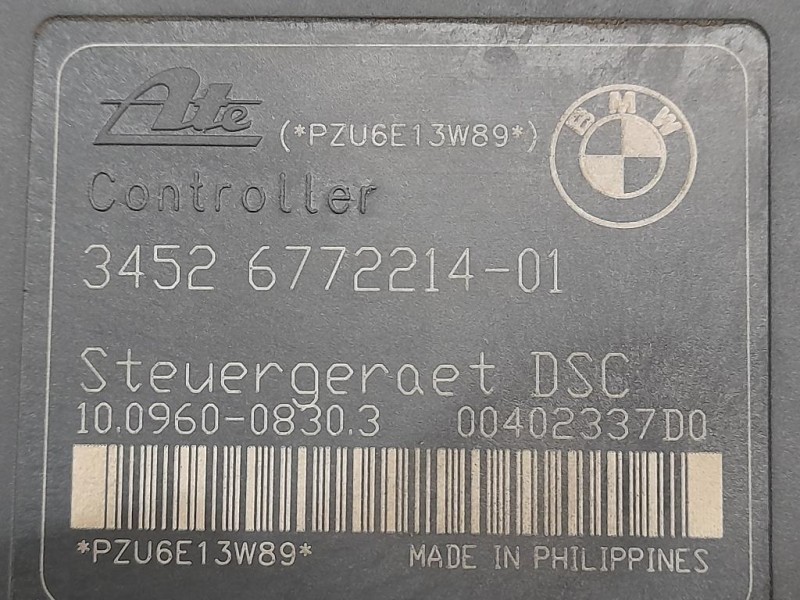 Ate (*PZU6E13W89*) BMW
Controller
3452 6772214-01
Steuergeraet DSC
10.0960-0830.3 00402337D0
*PZU6E13W89* MADE IN PHILIPPINES